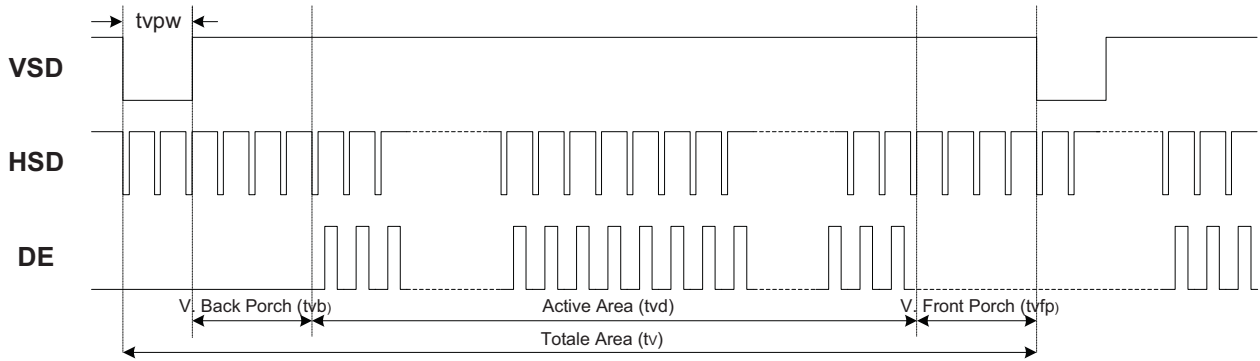 tvpw
VSD
HSD
DE
V. Back Porch (tvb) Active Area (tvd) V. Front Porch (tvfp)
Totale Area (tv)